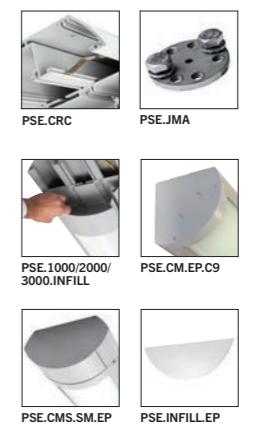 PSE.CRC
PSE.JMA
PSE.1000/2000/
3000.INFILL
PSE.CM.EP.C9
PSE.CMS.SM.EP
PSE.INFILL.EP